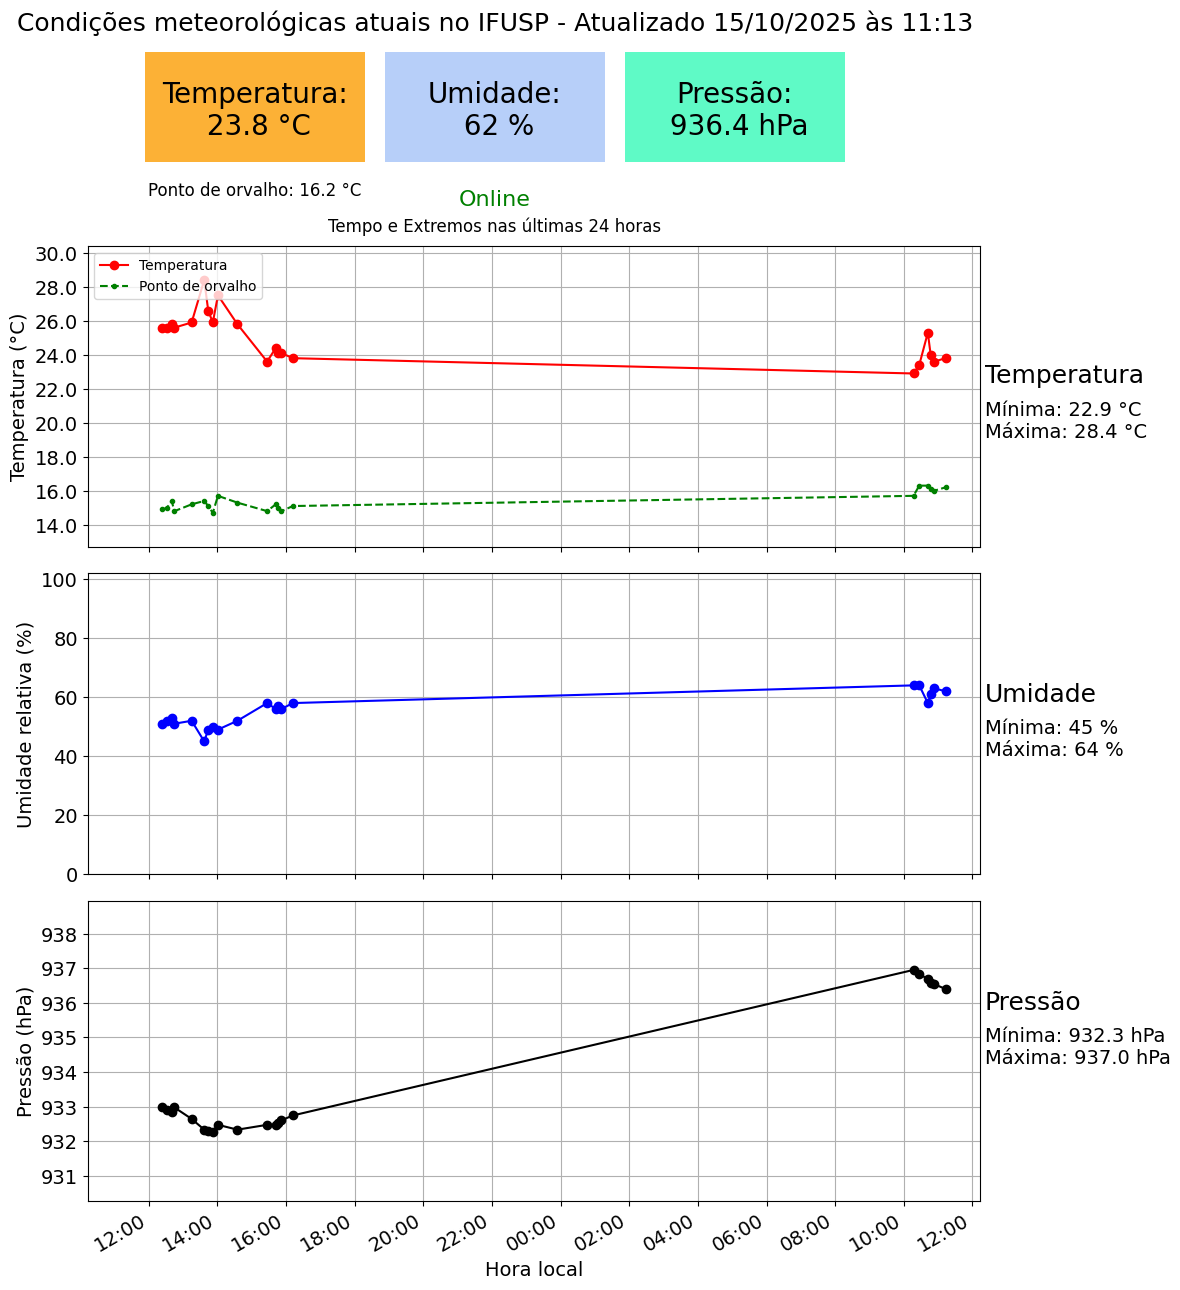 Condições meteorológicas atuais no IFUSP - Atualizado 15/10/2025 às 11:13
Temperatura:
23.8 °C
Umidade:
62 %
Pressão:
936.4 hPa
Ponto de orvalho: 16.2 °C
Online
Tempo e Extremos nas últimas 24 horas
Temperatura (°C)
30.0
28.0
26.0
24.0
22.0
20.0
18.0
16.0
14.0
Temperatura
Ponto de orvalho
Temperatura
Mínima: 22.9 °C
Máxima: 28.4 °C
Umidade relativa (%)
100
80
60
40
20
0
Umidade
Mínima: 45 %
Máxima: 64 %
Pressão (hPa)
938
937
936
935
934
933
932
931
Pressão
Mínima: 932.3 hPa
Máxima: 937.0 hPa
12:00
14:00
16:00
18:00
20:00
22:00
00:00
02:00
04:00
06:00
08:00
10:00
12:00
Hora local